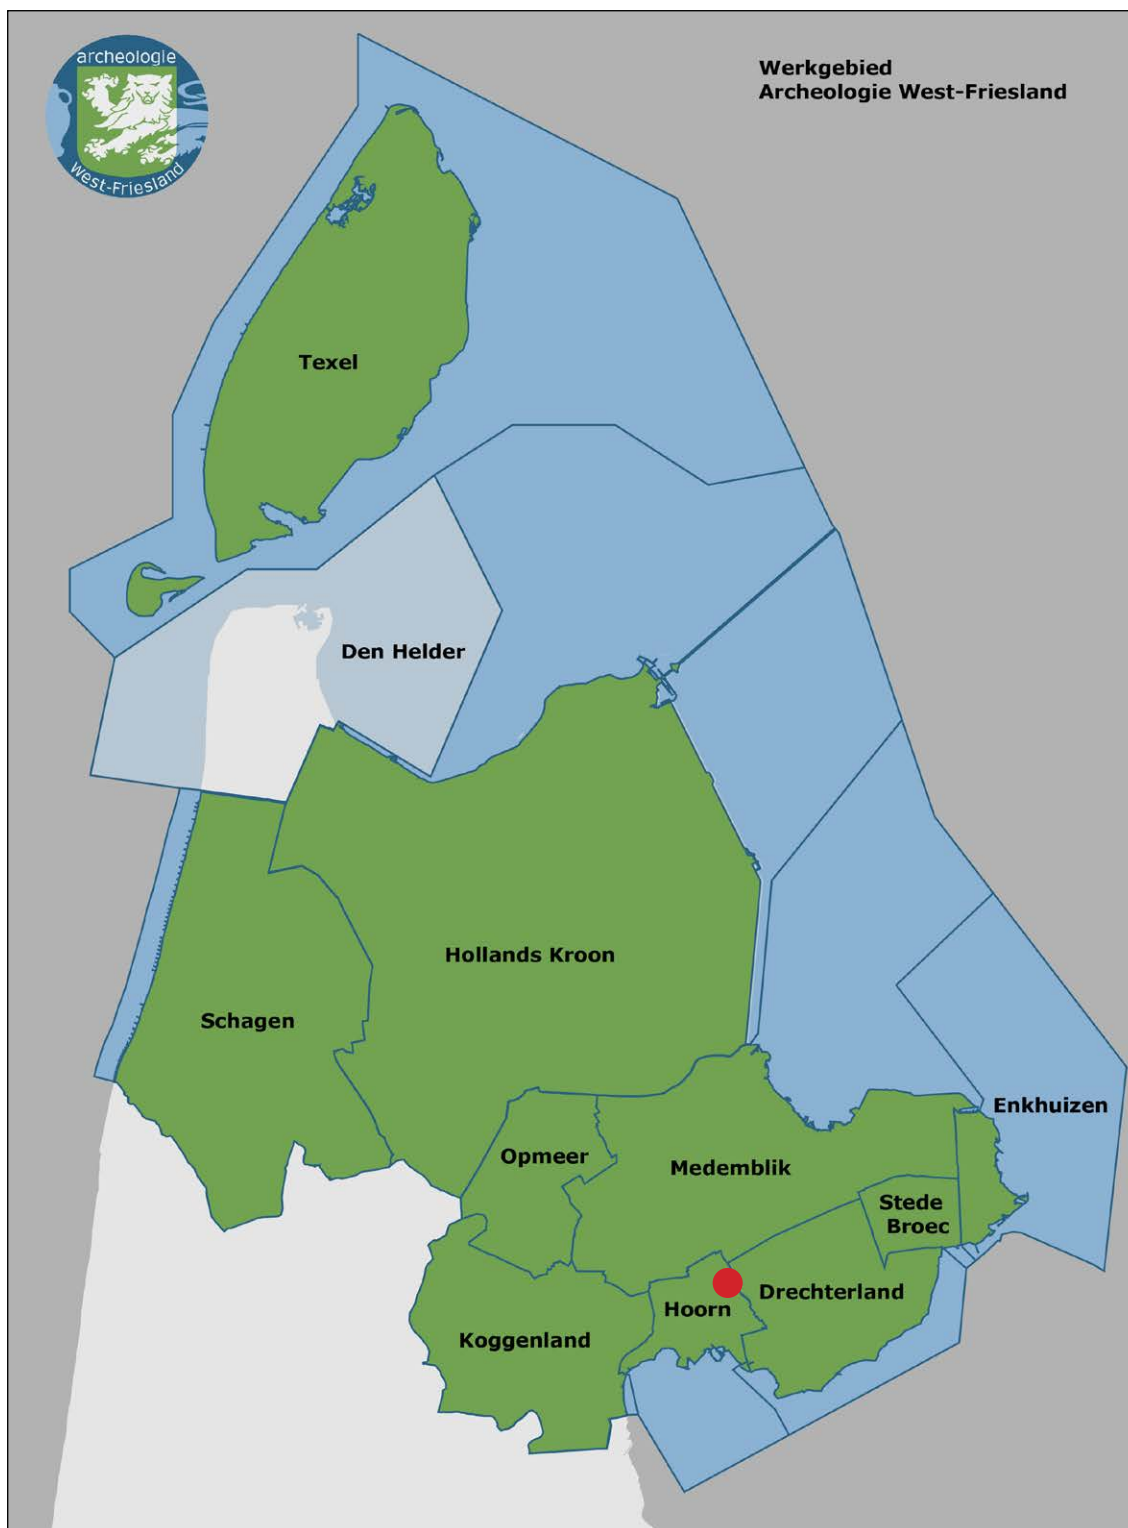 archeologie
West-Friesland
Werkgebied
Archeologie West-Friesland
Texel
Den Helder
Hollands Kroon
Schagen
Enkhuizen
Opmeer
Medemblik
Stede
Broec
Drechterland
Hoorn
Koggenland